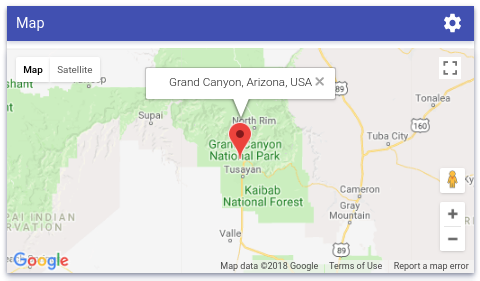 Map
Map Satellite
Grand Canyon, Arizona, USA ×
89
Tonalea
160
Supai
North Rim
Tuba City
Grand Canyon
National Park
Tusayan
Kaibab
National Forest
Cameron
Gray
Mountain
PAI INDIAN
RVATION
Valle
89
+
−
Google
Map data ©2018 Google Terms of Use Report a map error